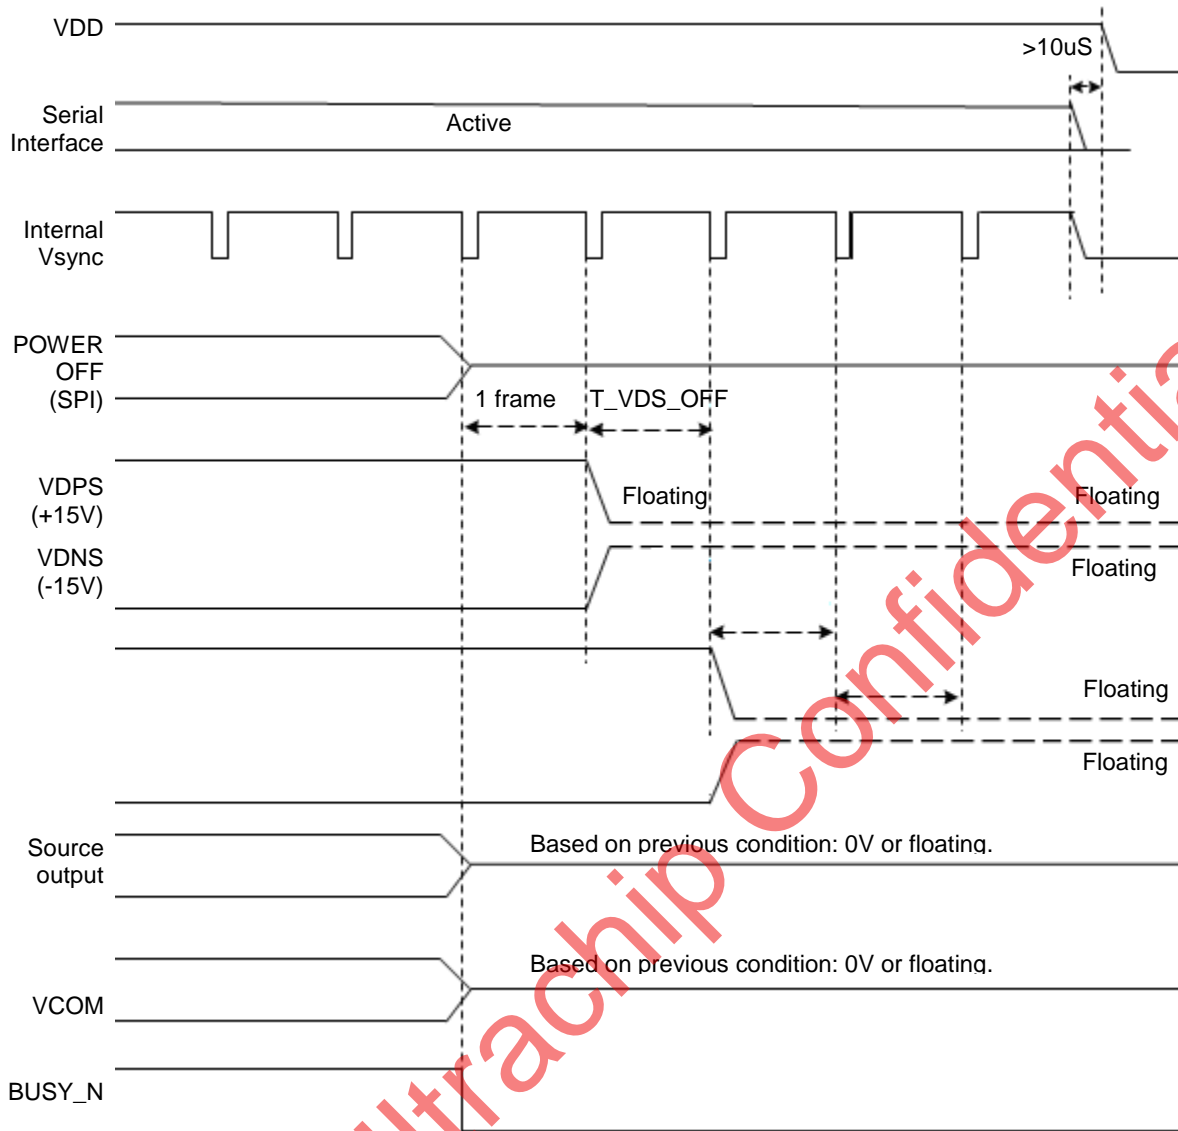 VDD
>10uS
Serial
Interface
Active
Internal
Vsync
POWER
OFF
(SPI)
1 frame
T_VDS_OFF
VDPS
(+15V)
Floating
Floating
VDNS
(-15V)
Floating
Floating
Floating
Source
output
Based on previous condition: 0V or floating.
VCOM
Based on previous condition: 0V or floating.
BUSY_N
ltrachip Confidentia